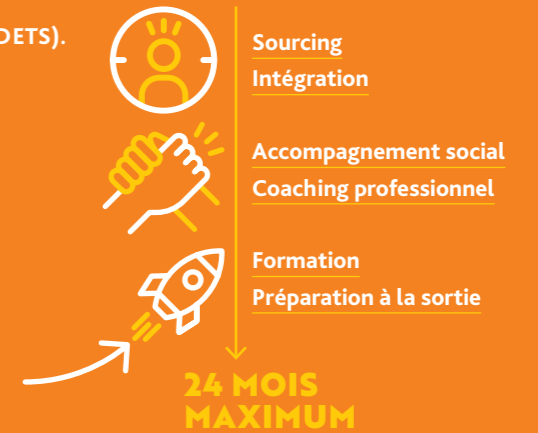 DETS).
Sourcing
Intégration
Accompagnement social
Coaching professionnel
Formation
Préparation à la sortie
24 MOIS
MAXIMUM